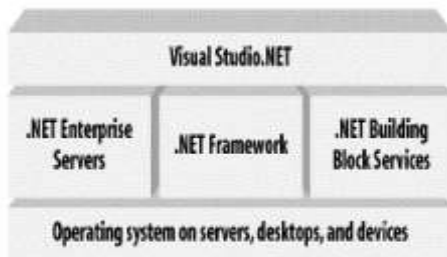 Visual Studio.NET
.NET Enterprise
Servers
.NET Framework
.NET Building
Block Services
Operating system on servers, desktops, and devices